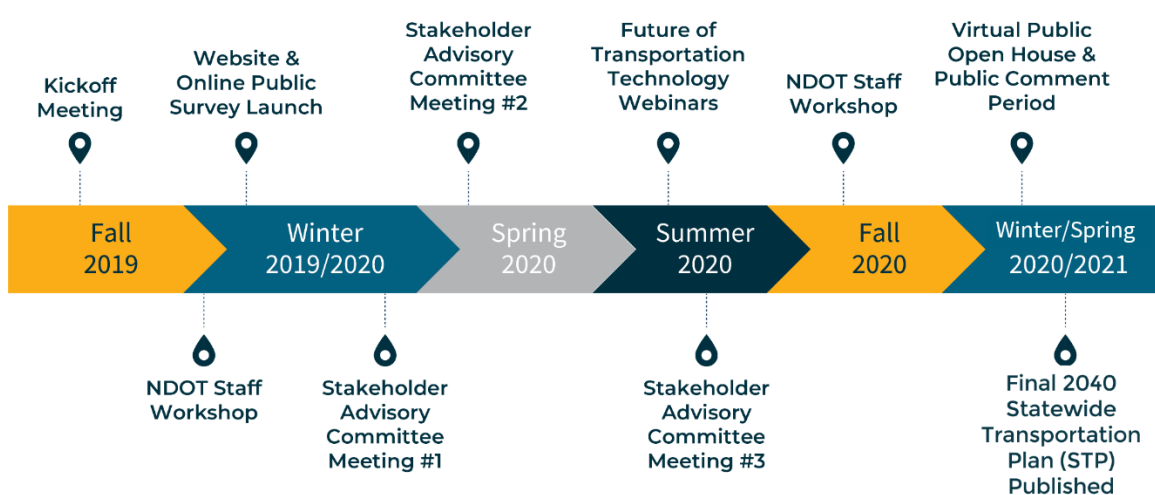 Kickoff
Meeting
Website &
Online Public
Survey Launch
Stakeholder
Advisory
Committee
Meeting #2
Future of
Transportation
Technology
Webinars
NDOT Staff
Workshop
Virtual Public
Open House &
Public Comment
Period
Fall
2019
Winter
2019/2020
Spring
2020
Summer
2020
Fall
2020
Winter/Spring
2020/2021
NDOT Staff
Workshop
Stakeholder
Advisory
Committee
Meeting #1
Stakeholder
Advisory
Committee
Meeting #3
Final 2040
Statewide
Transportation
Plan (STP)
Published